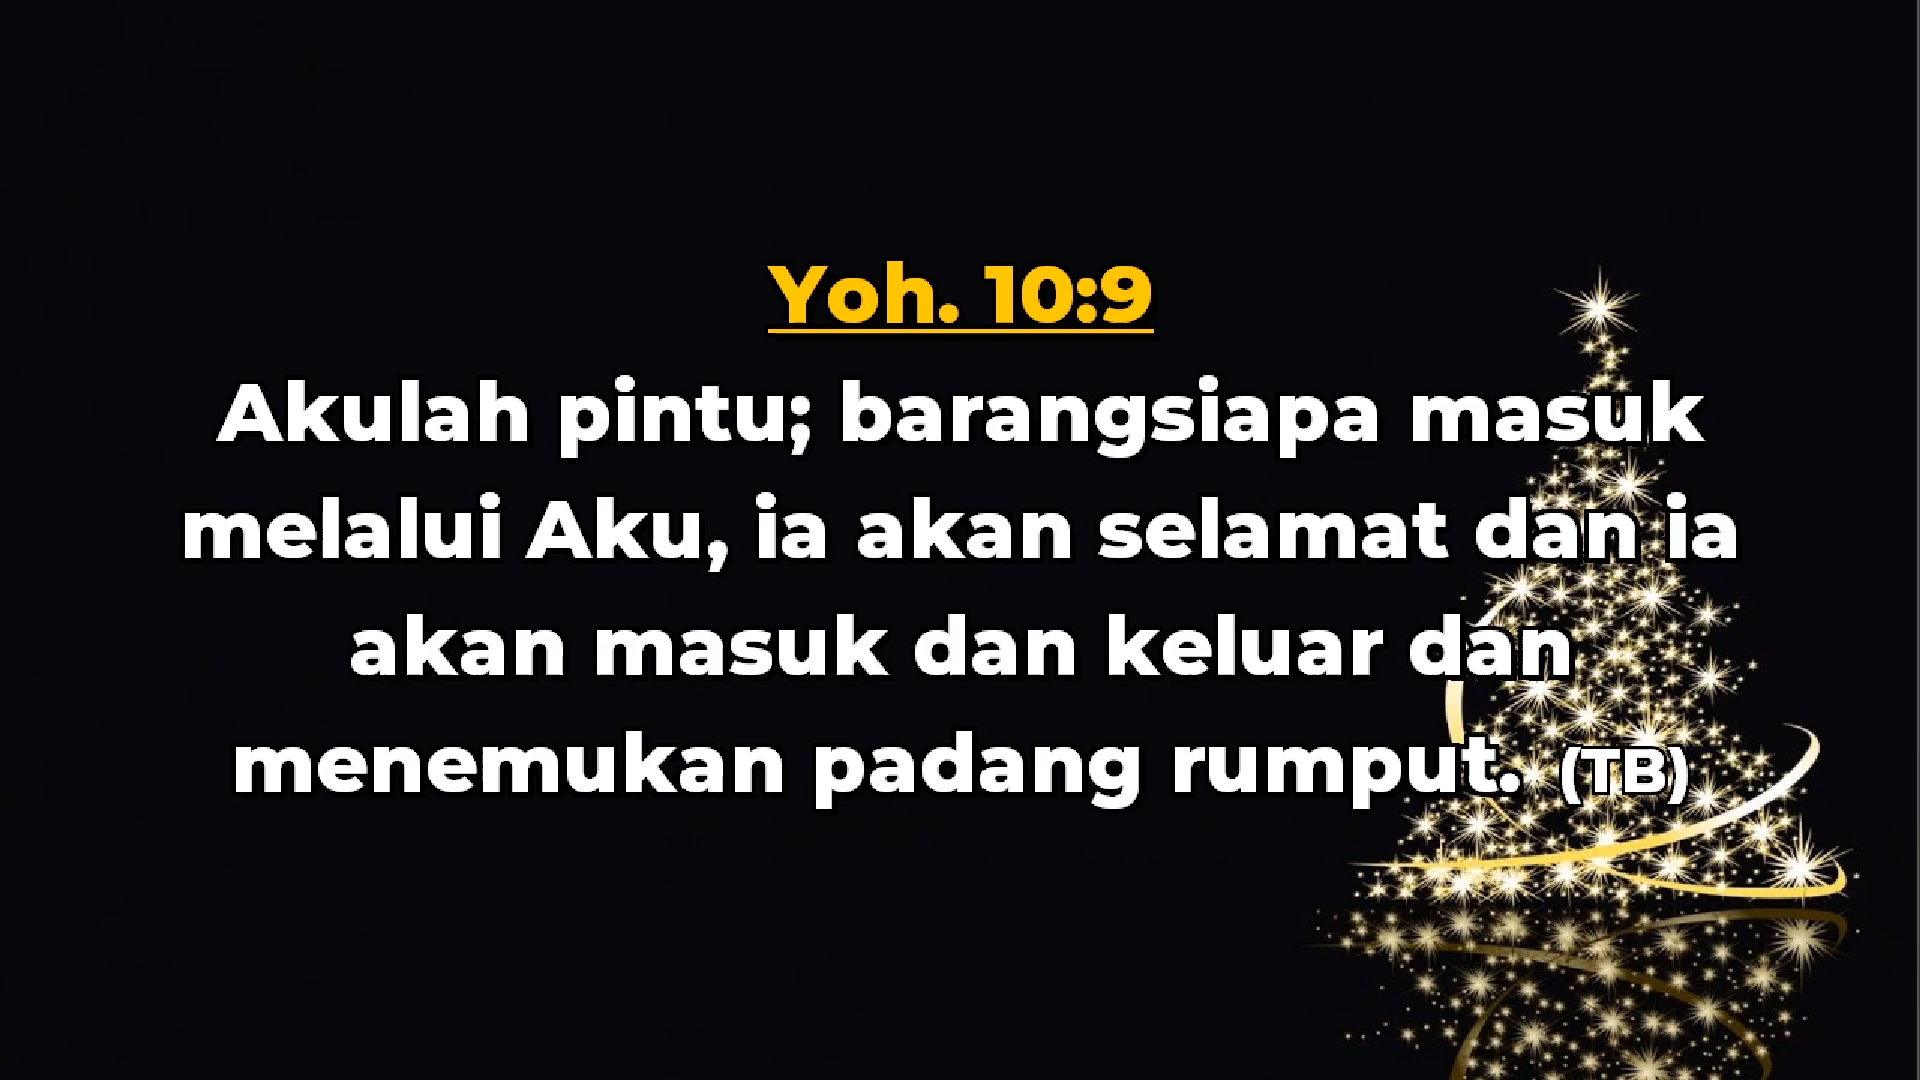 Yoh. 10:9
Akulah pintu; barangsiapa masuk
melalui Aku, ia akan selamat dan ia
akan masuk dan keluar dan
menemukan padang rumput. (TB)